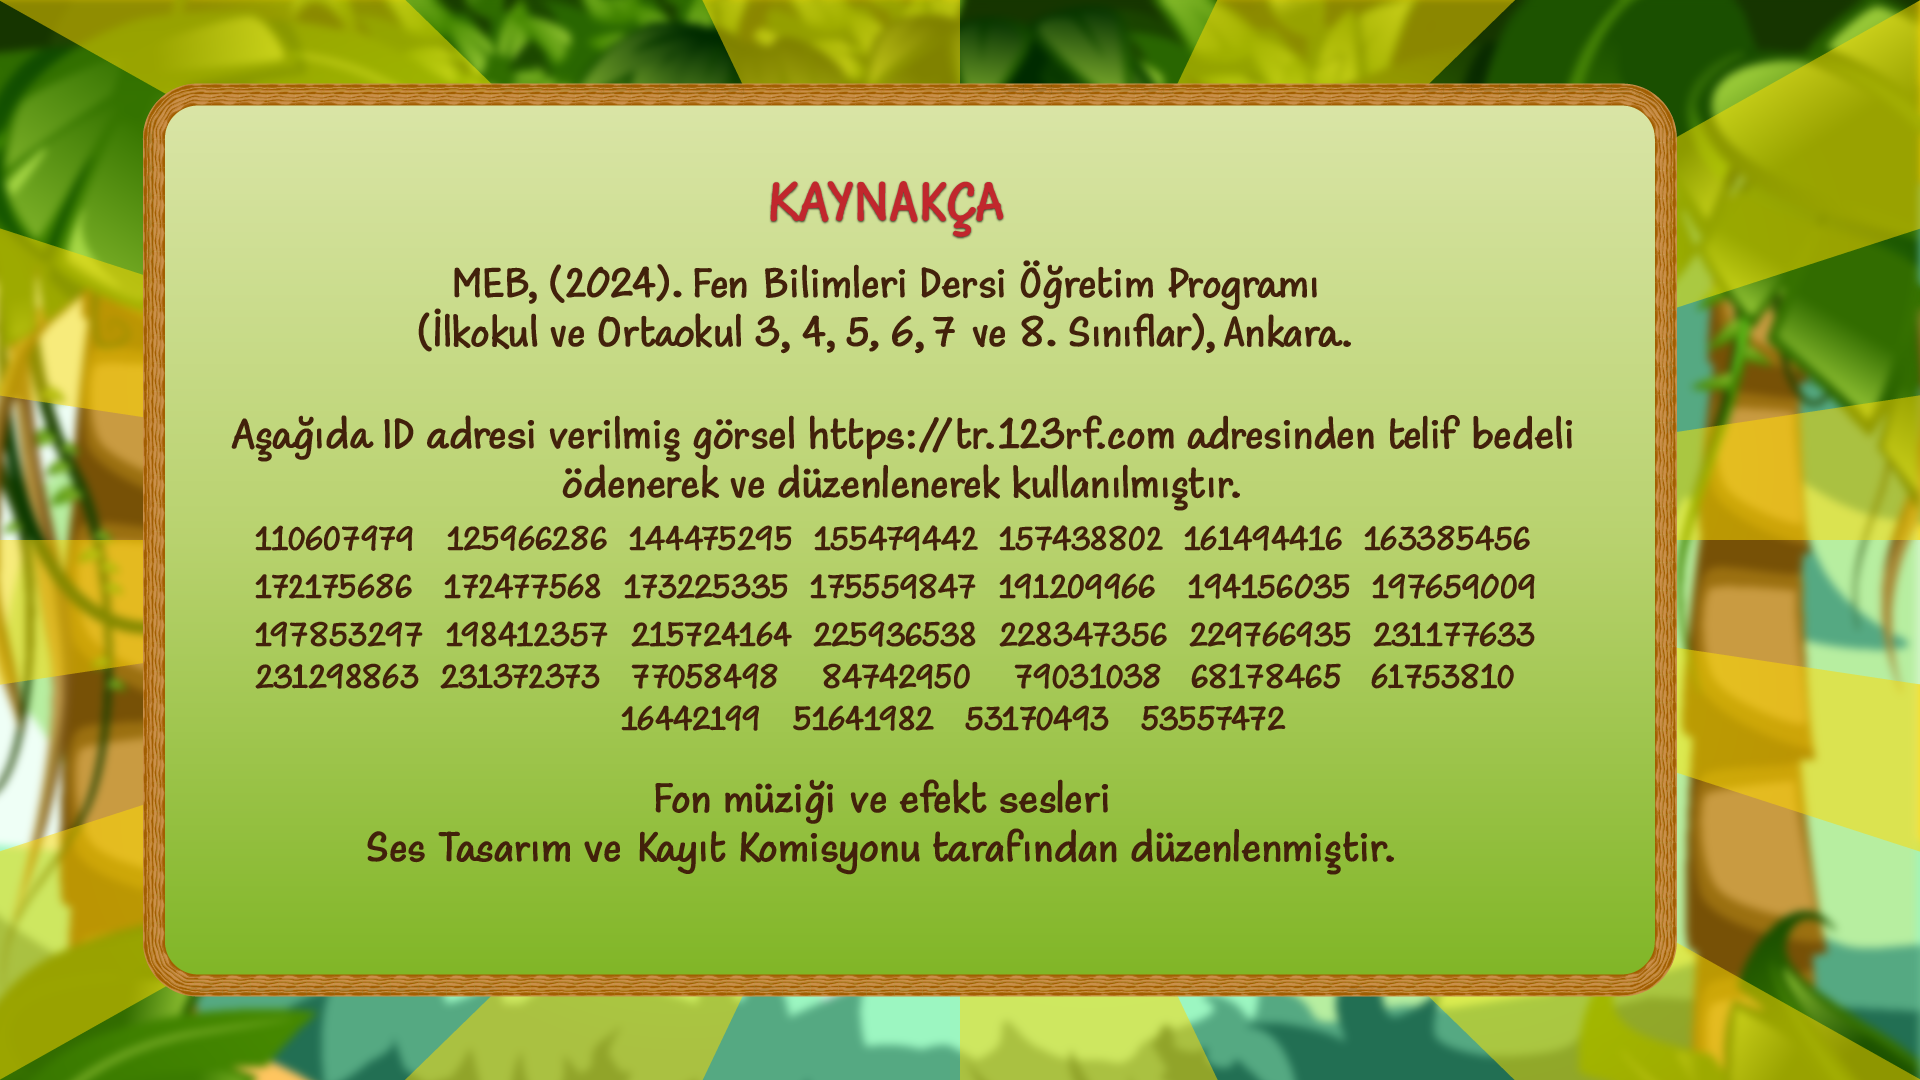 KAYNAKÇA
MEB, (2024). Fen Bilimleri Dersi Öğretim Programı
(İlkokul ve Ortaokul 3, 4, 5, 6, 7 ve 8. Sınıflar), Ankara.
Aşağıda ID adresi verilmiş görsel https://tr.123rf.com adresinden telif bedeli
ödenerek ve düzenlenerek kullanılmıştır.
110607979 125966286 144475295 155479442 157438802 161494416 163385456
172175686 172477568 173225335 175559847 191209966 194156035 197659009
197853297 198412357 215724164 225936538 228347356 229766935 231177633
231298863 231372373 77058498 84742950 79031038 68178465 61753810
16442199 51641982 53170493 53557472
Fon müziği ve efekt sesleri
Ses Tasarım ve Kayıt Komisyonu tarafından düzenlenmiştir.